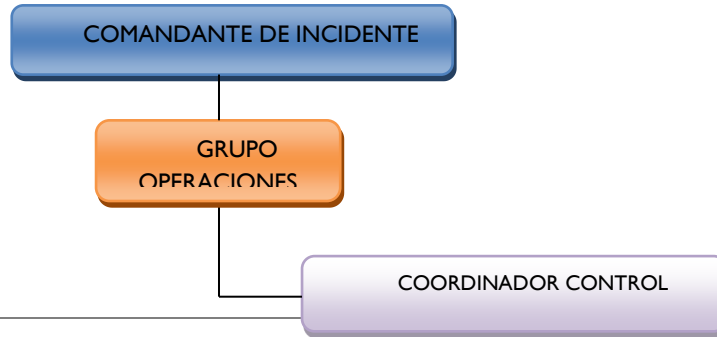 COMANDANTE DE INCIDENTE
GRUPO
OPERACIONES
COORDINADOR CONTROL